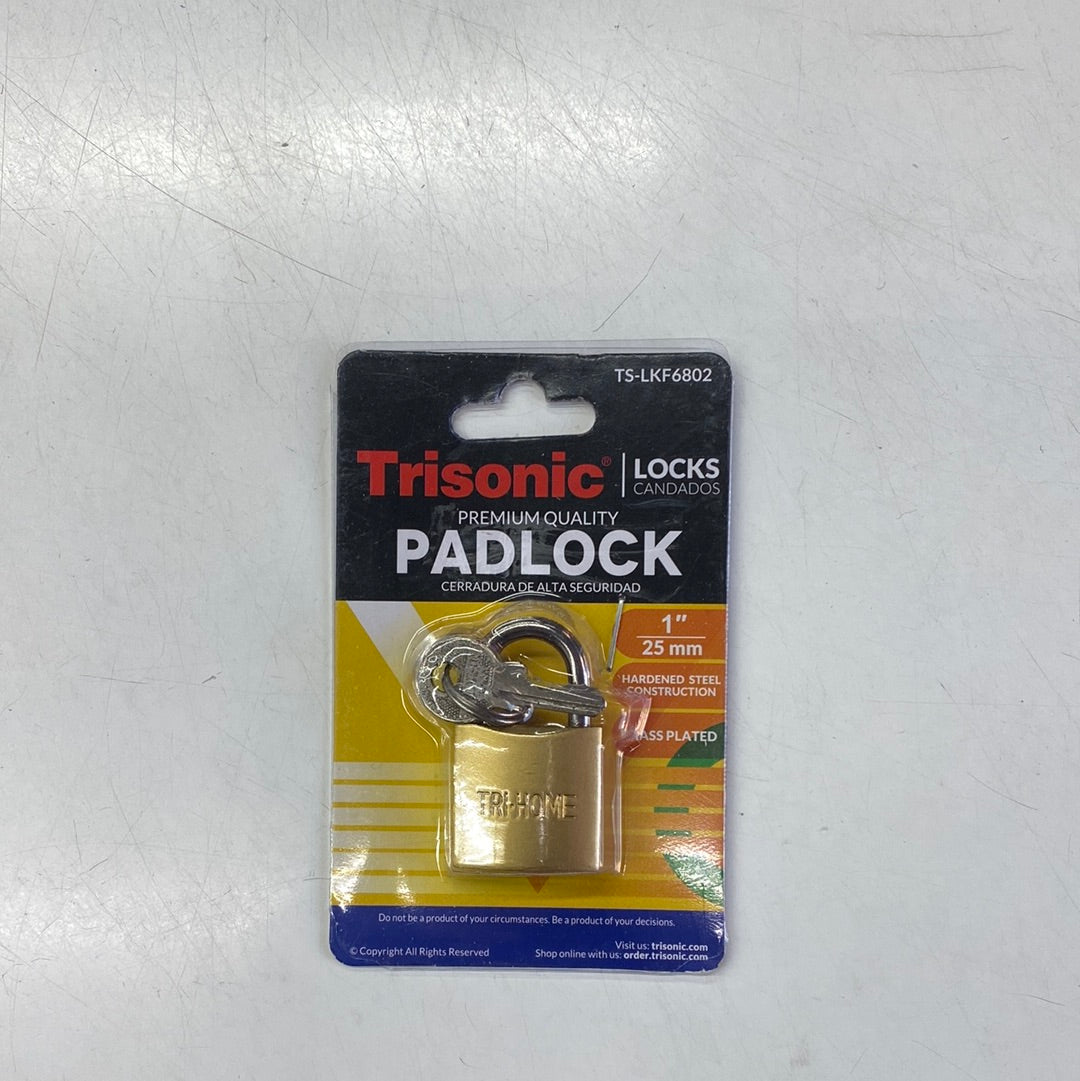 TS-LKF6802
Trisonic® | LOCKS
CANDADOS
PREMIUM QUALITY
PADLOCK
CERRADURA DE ALTA SEGURIDAD
1"
25 mm
HARDENED STEEL
CONSTRUCTION
PLATED
TRI-HOME
Do not be a product of your circumstances. Be a product of your decisions.
© Copyright All Rights Reserved
Visit us: trisonic.com
Shop online with us: order.trisonic.com